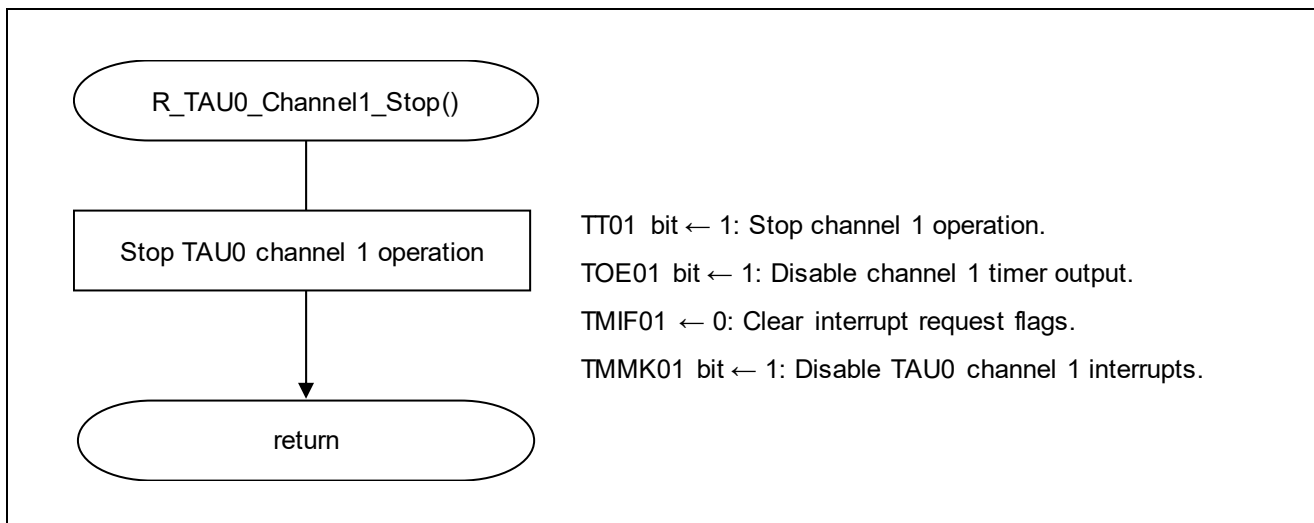 R_TAU0_Channel1_Stop()
Stop TAU0 channel 1 operation
TT01 bit ← 1: Stop channel 1 operation.
TOE01 bit ← 1: Disable channel 1 timer output.
TMIF01 ← 0: Clear interrupt request flags.
TMMK01 bit ← 1: Disable TAU0 channel 1 interrupts.
return